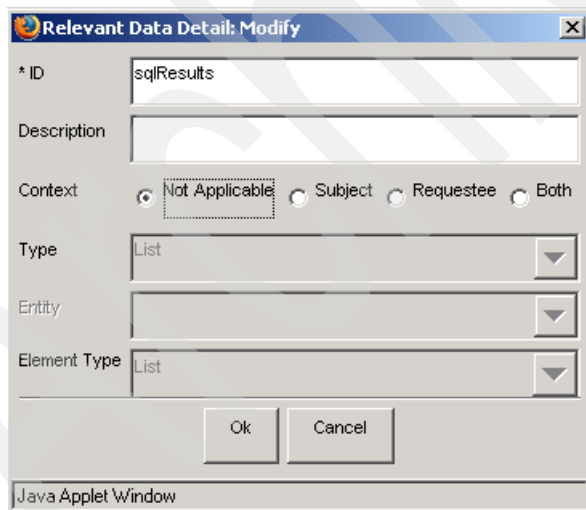 Relevant Data Detail: Modify
* ID sqlResults
Description
Context Not Applicable Subject Requestee Both
Type List
Entity
Element Type List
Ok Cancel
Java Applet Window